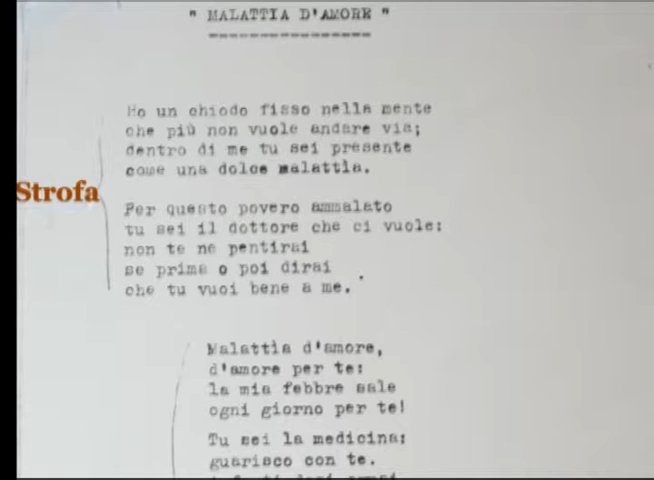 " MALATTIA D'AMORE "
Ho un chiodo fisso nella mente
che più non vuole andare via;
dentro di me tu sei presente
come una dolce malattia.
Strofa
Per questo povero ammalato
tu sei il dottore che ci vuole:
non te ne pentirai
se prima o poi dirai
che tu vuoi bene a me.
Malattia d'amore,
d'amore per te:
la mia febbre sale
ogni giorno per te!
Tu sei la medicina:
guarisco con te.